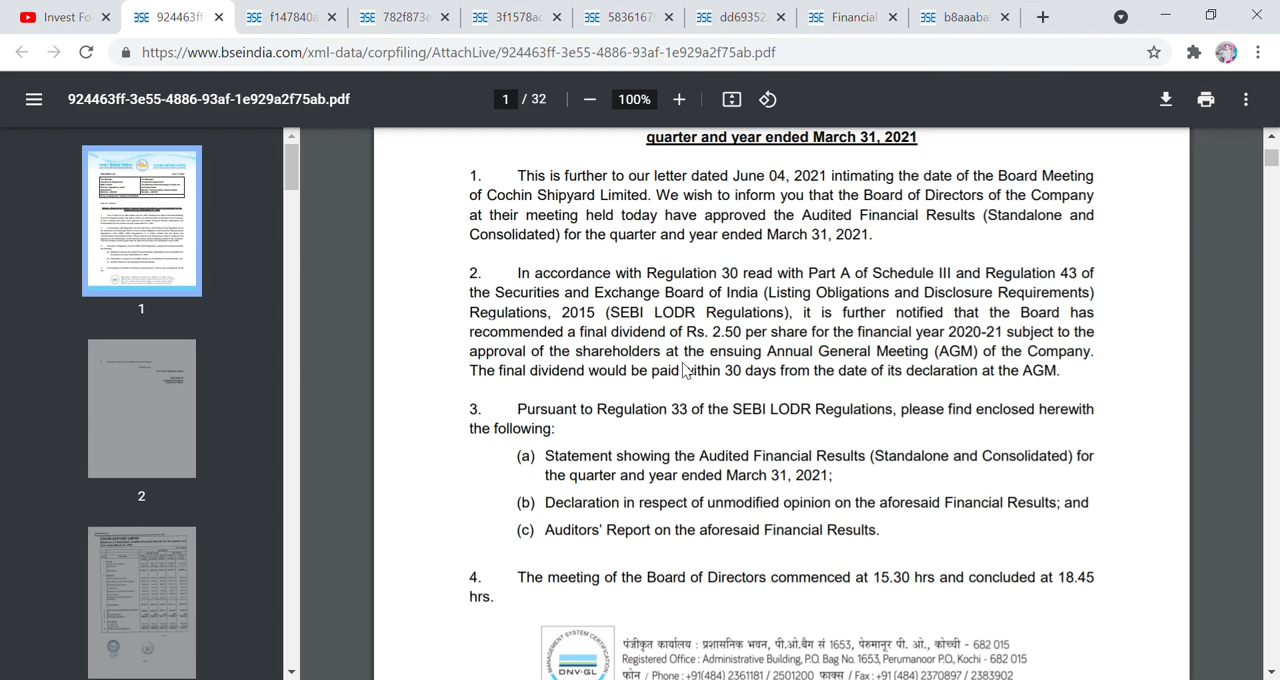 Invest Fo
924463ff
f147840a
782f873e
3f1578ac
5836167
dd69352
Financial
b8aaaba
https://www.bseindia.com/xml-data/corpfiling/AttachLive/924463ff-3e55-4886-93af-1e929a2f75ab.pdf
924463ff-3e55-4886-93af-1e929a2f75ab.pdf
1 / 32
100%
1
2
quarter and year ended March 31, 2021
1. This is further to our letter dated June 04, 2021 intimating the date of the Board Meeting
of Cochin Shipyard Limited. We wish to inform you that the Board of Directors of the Company
at their meeting held today have approved the Audited Financial Results (Standalone and
Consolidated) for the quarter and year ended March 31, 2021.
2. In accordance with Regulation 30 read with Part A of Schedule III and Regulation 43 of
the Securities and Exchange Board of India (Listing Obligations and Disclosure Requirements)
Regulations, 2015 (SEBI LODR Regulations), it is further notified that the Board has
recommended a final dividend of Rs. 2.50 per share for the financial year 2020-21 subject to the
approval of the shareholders at the ensuing Annual General Meeting (AGM) of the Company.
The final dividend would be paid within 30 days from the date of its declaration at the AGM.
3. Pursuant to Regulation 33 of the SEBI LODR Regulations, please find enclosed herewith
the following:
(a) Statement showing the Audited Financial Results (Standalone and Consolidated) for
the quarter and year ended March 31, 2021;
(b) Declaration in respect of unmodified opinion on the aforesaid Financial Results; and
(c) Auditors' Report on the aforesaid Financial Results.
4. The meeting of the Board of Directors commenced at 15.30 hrs and concluded at 18.45
hrs.
MANAGEMENT SYSTEM CERTIFICATION
DNV·GL
पंजीकृत कार्यालय : प्रशासनिक भवन, पी.ओ.बैग सं 1653, पेरुमानूर पी. ओ., कोच्ची - 682 015
Registered Office : Administrative Building, P.O. Bag No. 1653, Perumanoor P.O, Kochi - 682 015
फोन / Phone : +91(484) 2361181 / 2501200 फाक्स / Fax : +91 (484) 2370897 / 2383902